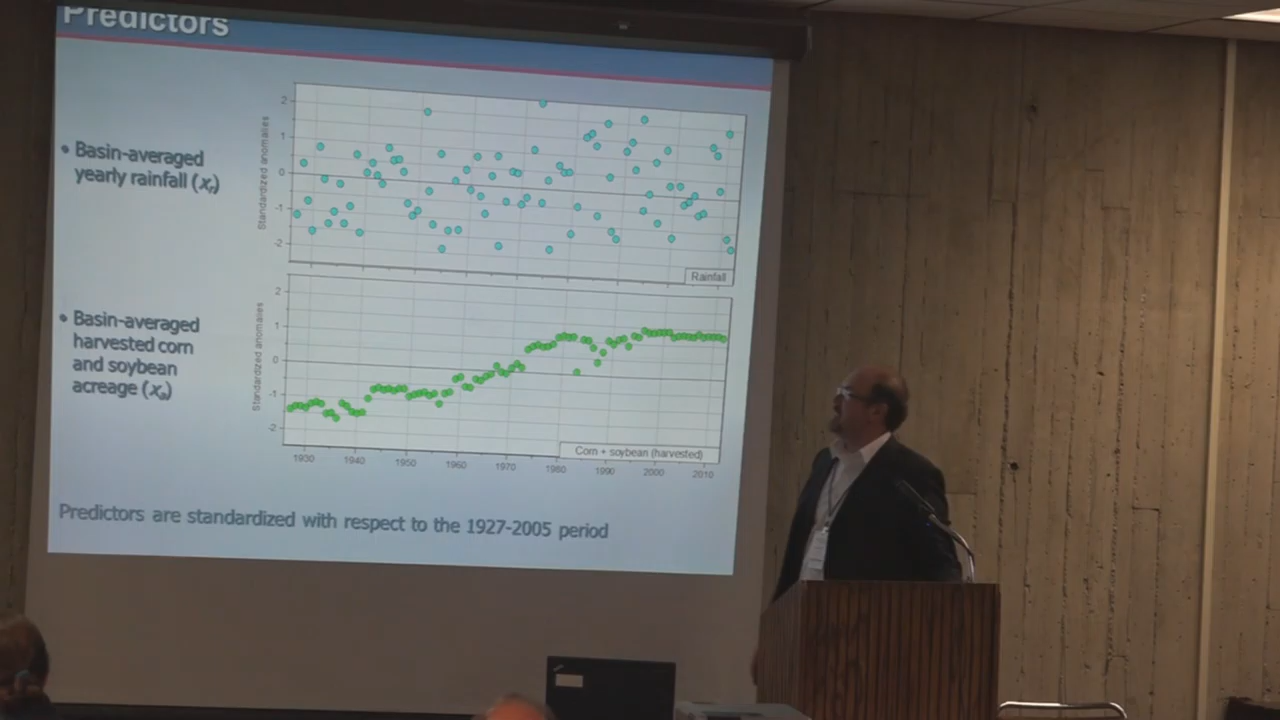 Predictors
• Basin-averaged
yearly rainfall (xr)
Standardized anomalies
2
1
0
-1
-2
Rainfall
• Basin-averaged
harvested corn
and soybean
acreage (xa)
Standardized anomalies
2
1
0
-1
-2
Corn + soybean (harvested)
1930 1940 1950 1960 1970 1980 1990 2000 2010
Predictors are standardized with respect to the 1927-2005 period